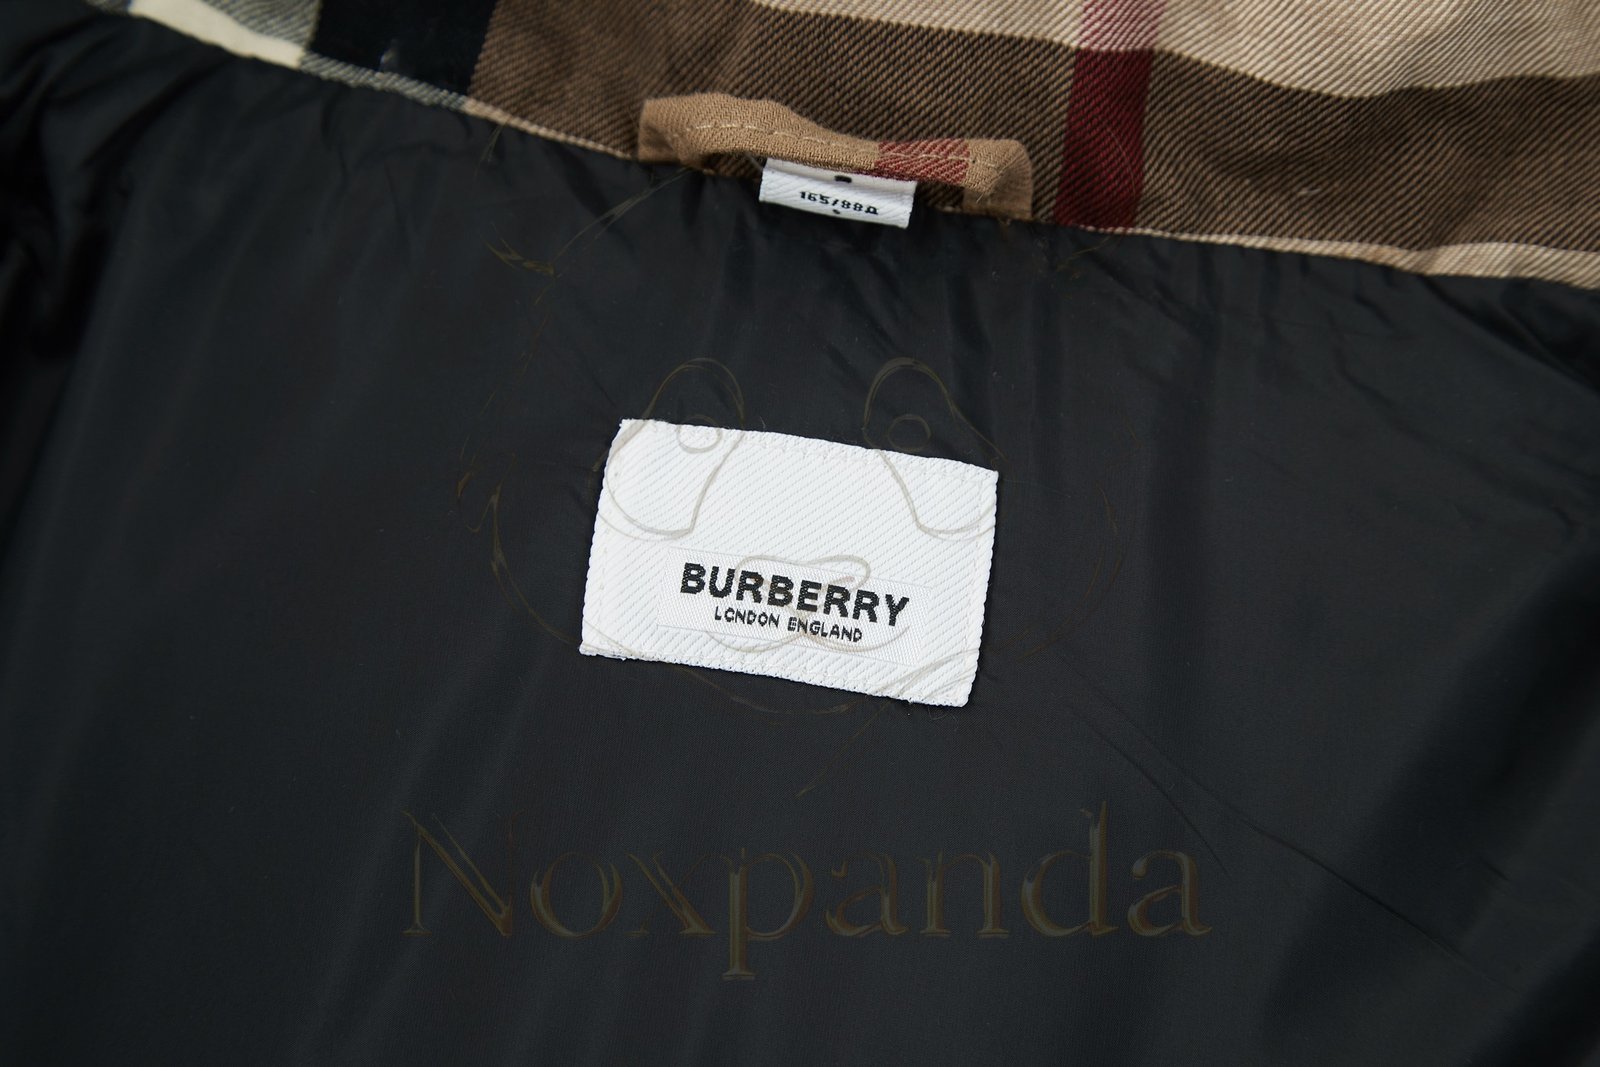 165/88A
BURBERRY
LONDON ENGLAND
Noxpanda